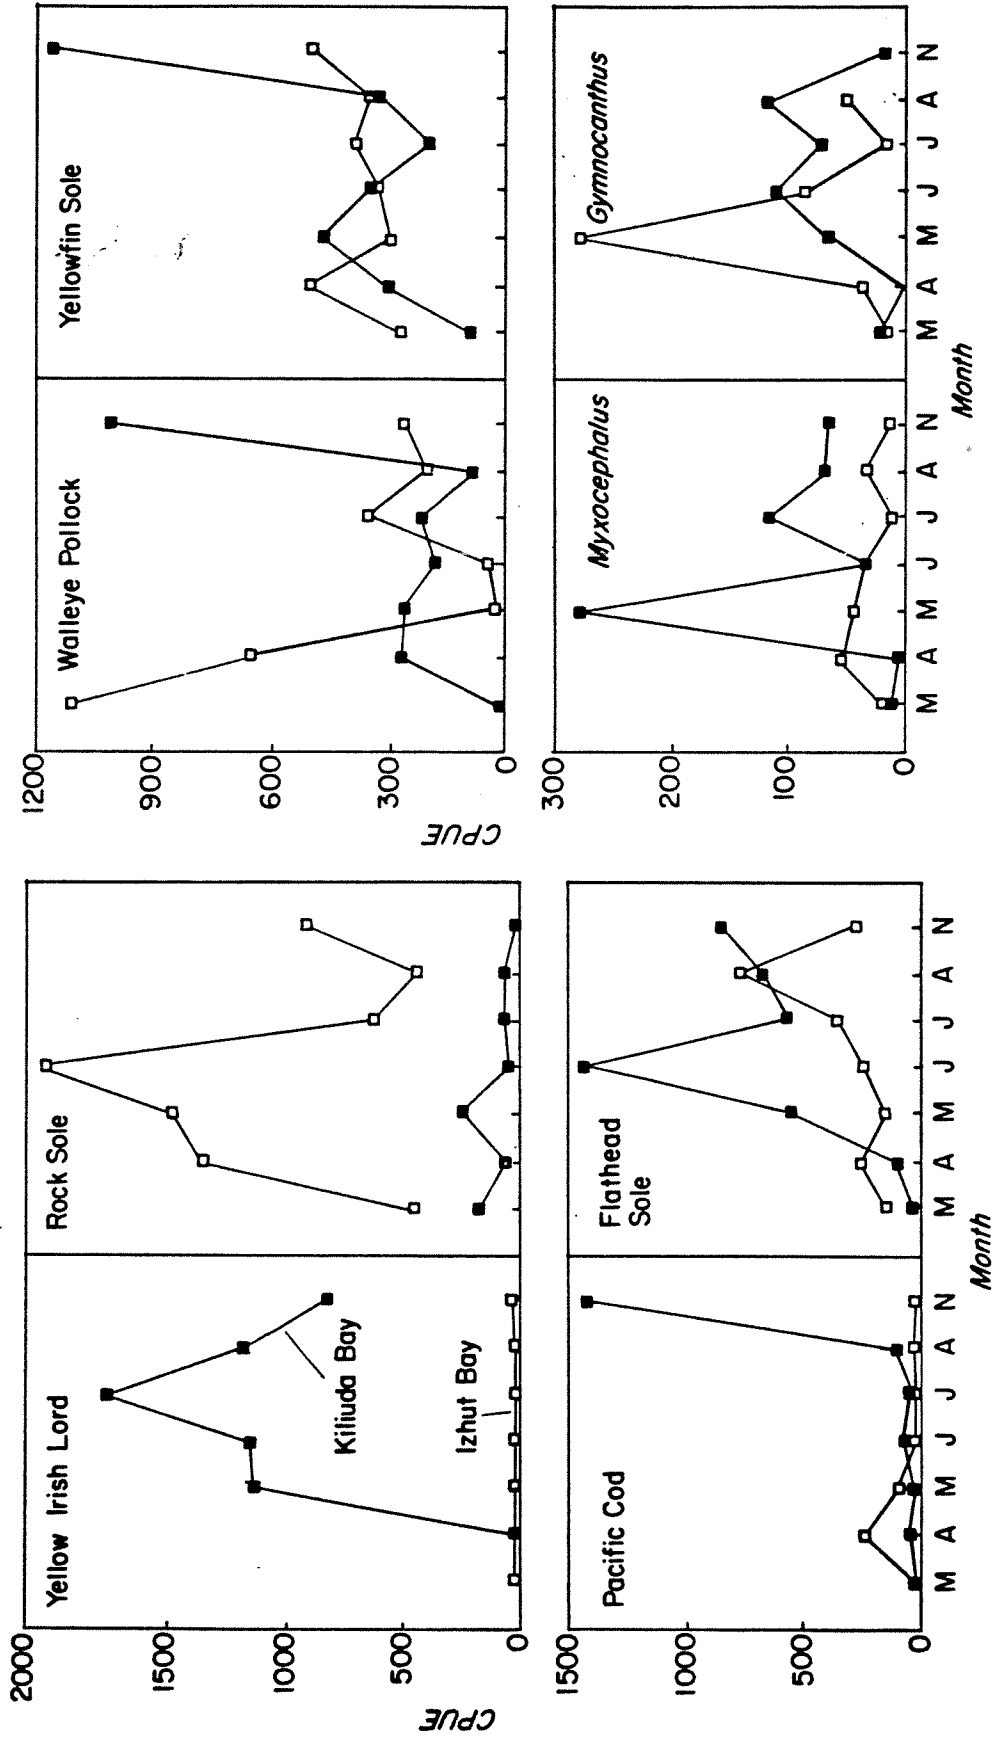 2000
1500
1000
500
0
CPUE
Yellow Irish Lord
Kiliuda Bay
Izhut Bay
Rock Sole
1500
1000
500
0
CPUE
Pacific Cod
Flathead
Sole
M A M J J A N
M A M J J A N
Month
1200
900
600
300
0
CPUE
Walleye Pollock
Yellowfin Sole
300
200
100
0
Myxocephalus
Gymnocanthus
M A M J J A N
M A M J J A N
Month